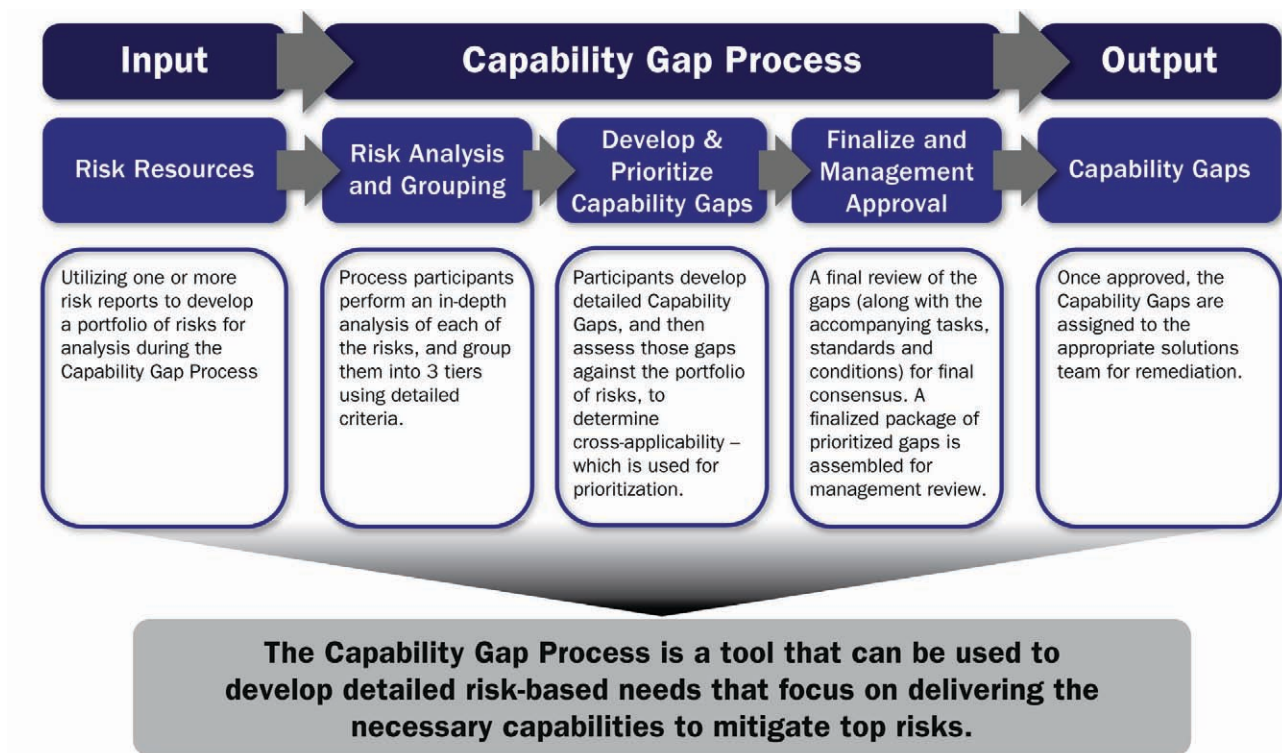 Input
Capability Gap Process
Output
Risk Resources
Risk Analysis
and Grouping
Develop &
Prioritize
Capability Gaps
Finalize and
Management
Approval
Capability Gaps
Utilizing one or more
risk reports to develop
a portfolio of risks for
analysis during the
Capability Gap Process
Process participants
perform an in-depth
analysis of each of
the risks, and group
them into 3 tiers
using detailed
criteria.
Participants develop
detailed Capability
Gaps, and then
assess those gaps
against the portfolio
of risks, to
determine
cross-applicability –
which is used for
prioritization.
A final review of the
gaps (along with the
accompanying tasks,
standards and
conditions) for final
consensus. A
finalized package of
prioritized gaps is
assembled for
management review.
Once approved, the
Capability Gaps are
assigned to the
appropriate solutions
team for remediation.
The Capability Gap Process is a tool that can be used to
develop detailed risk-based needs that focus on delivering the
necessary capabilities to mitigate top risks.